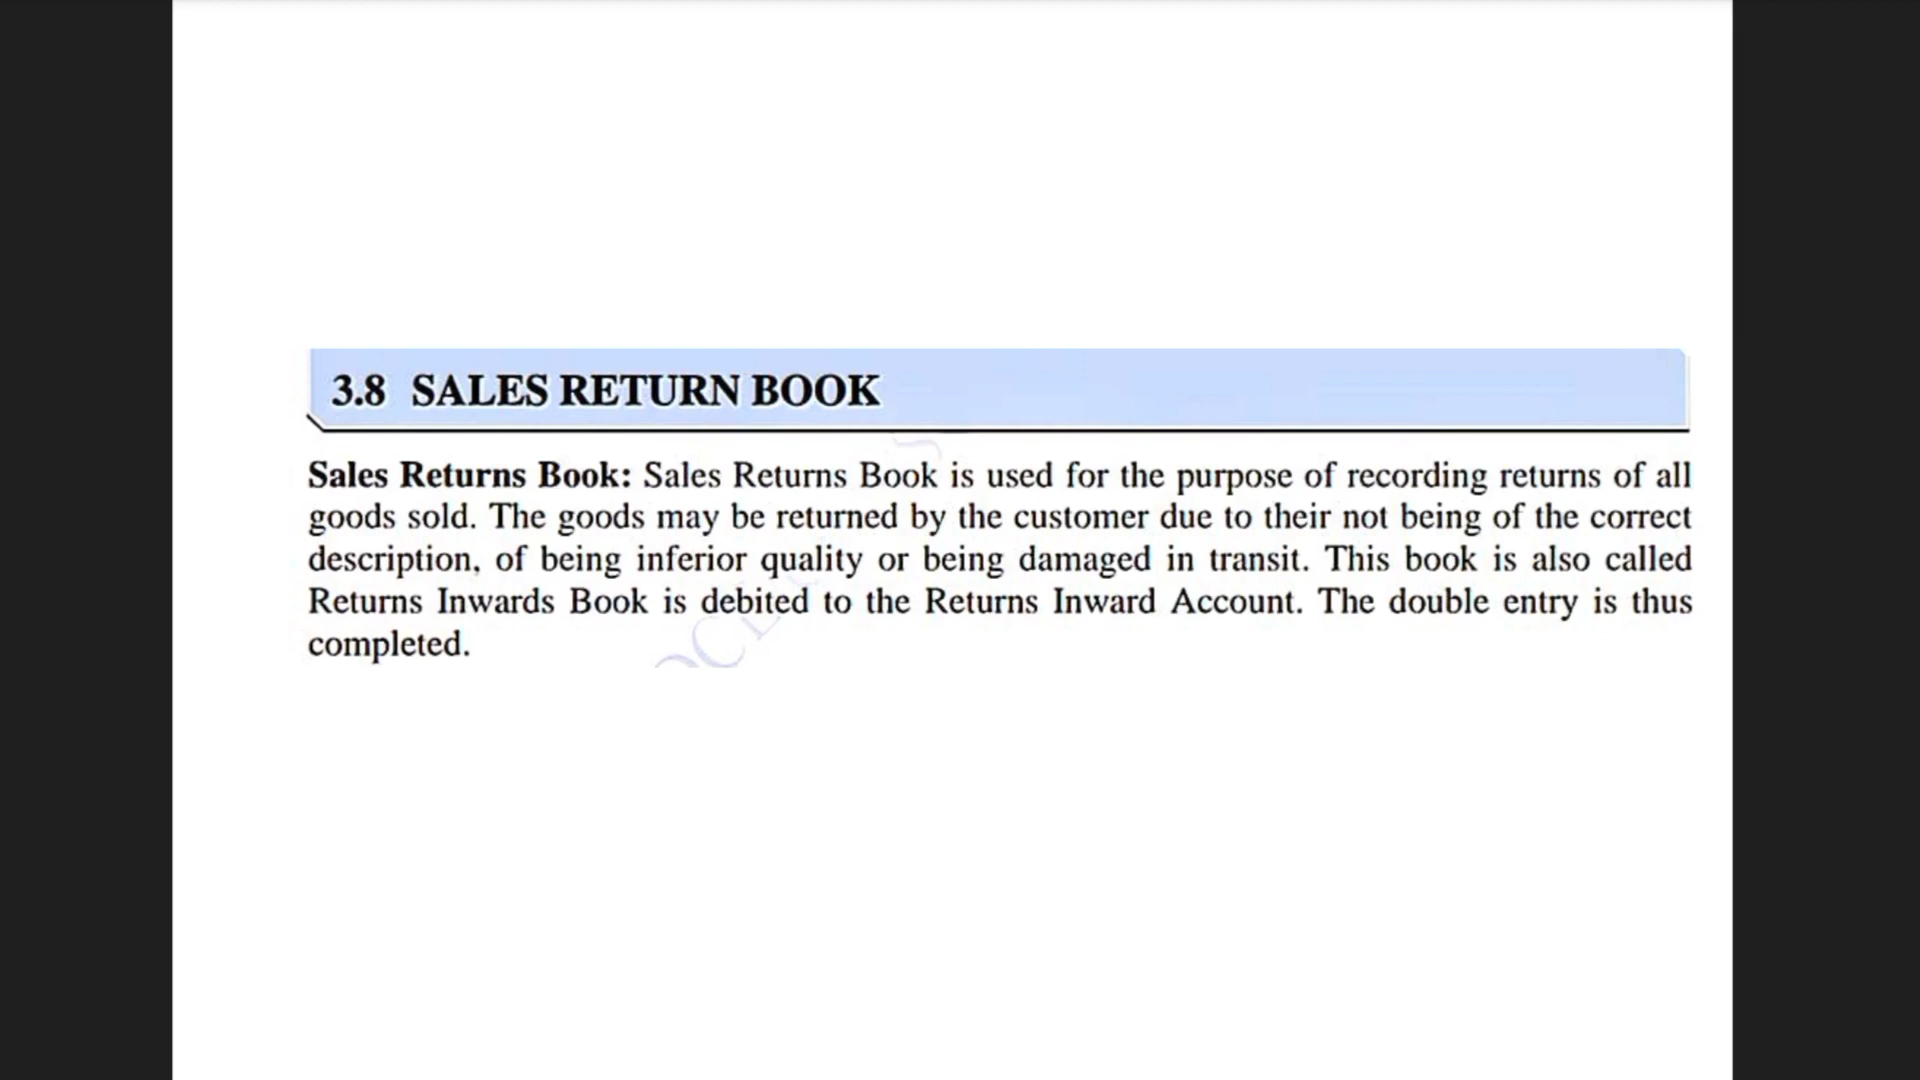 3.8 SALES RETURN BOOK
Sales Returns Book: Sales Returns Book is used for the purpose of recording returns of all
goods sold. The goods may be returned by the customer due to their not being of the correct
description, of being inferior quality or being damaged in transit. This book is also called
Returns Inwards Book is debited to the Returns Inward Account. The double entry is thus
completed.